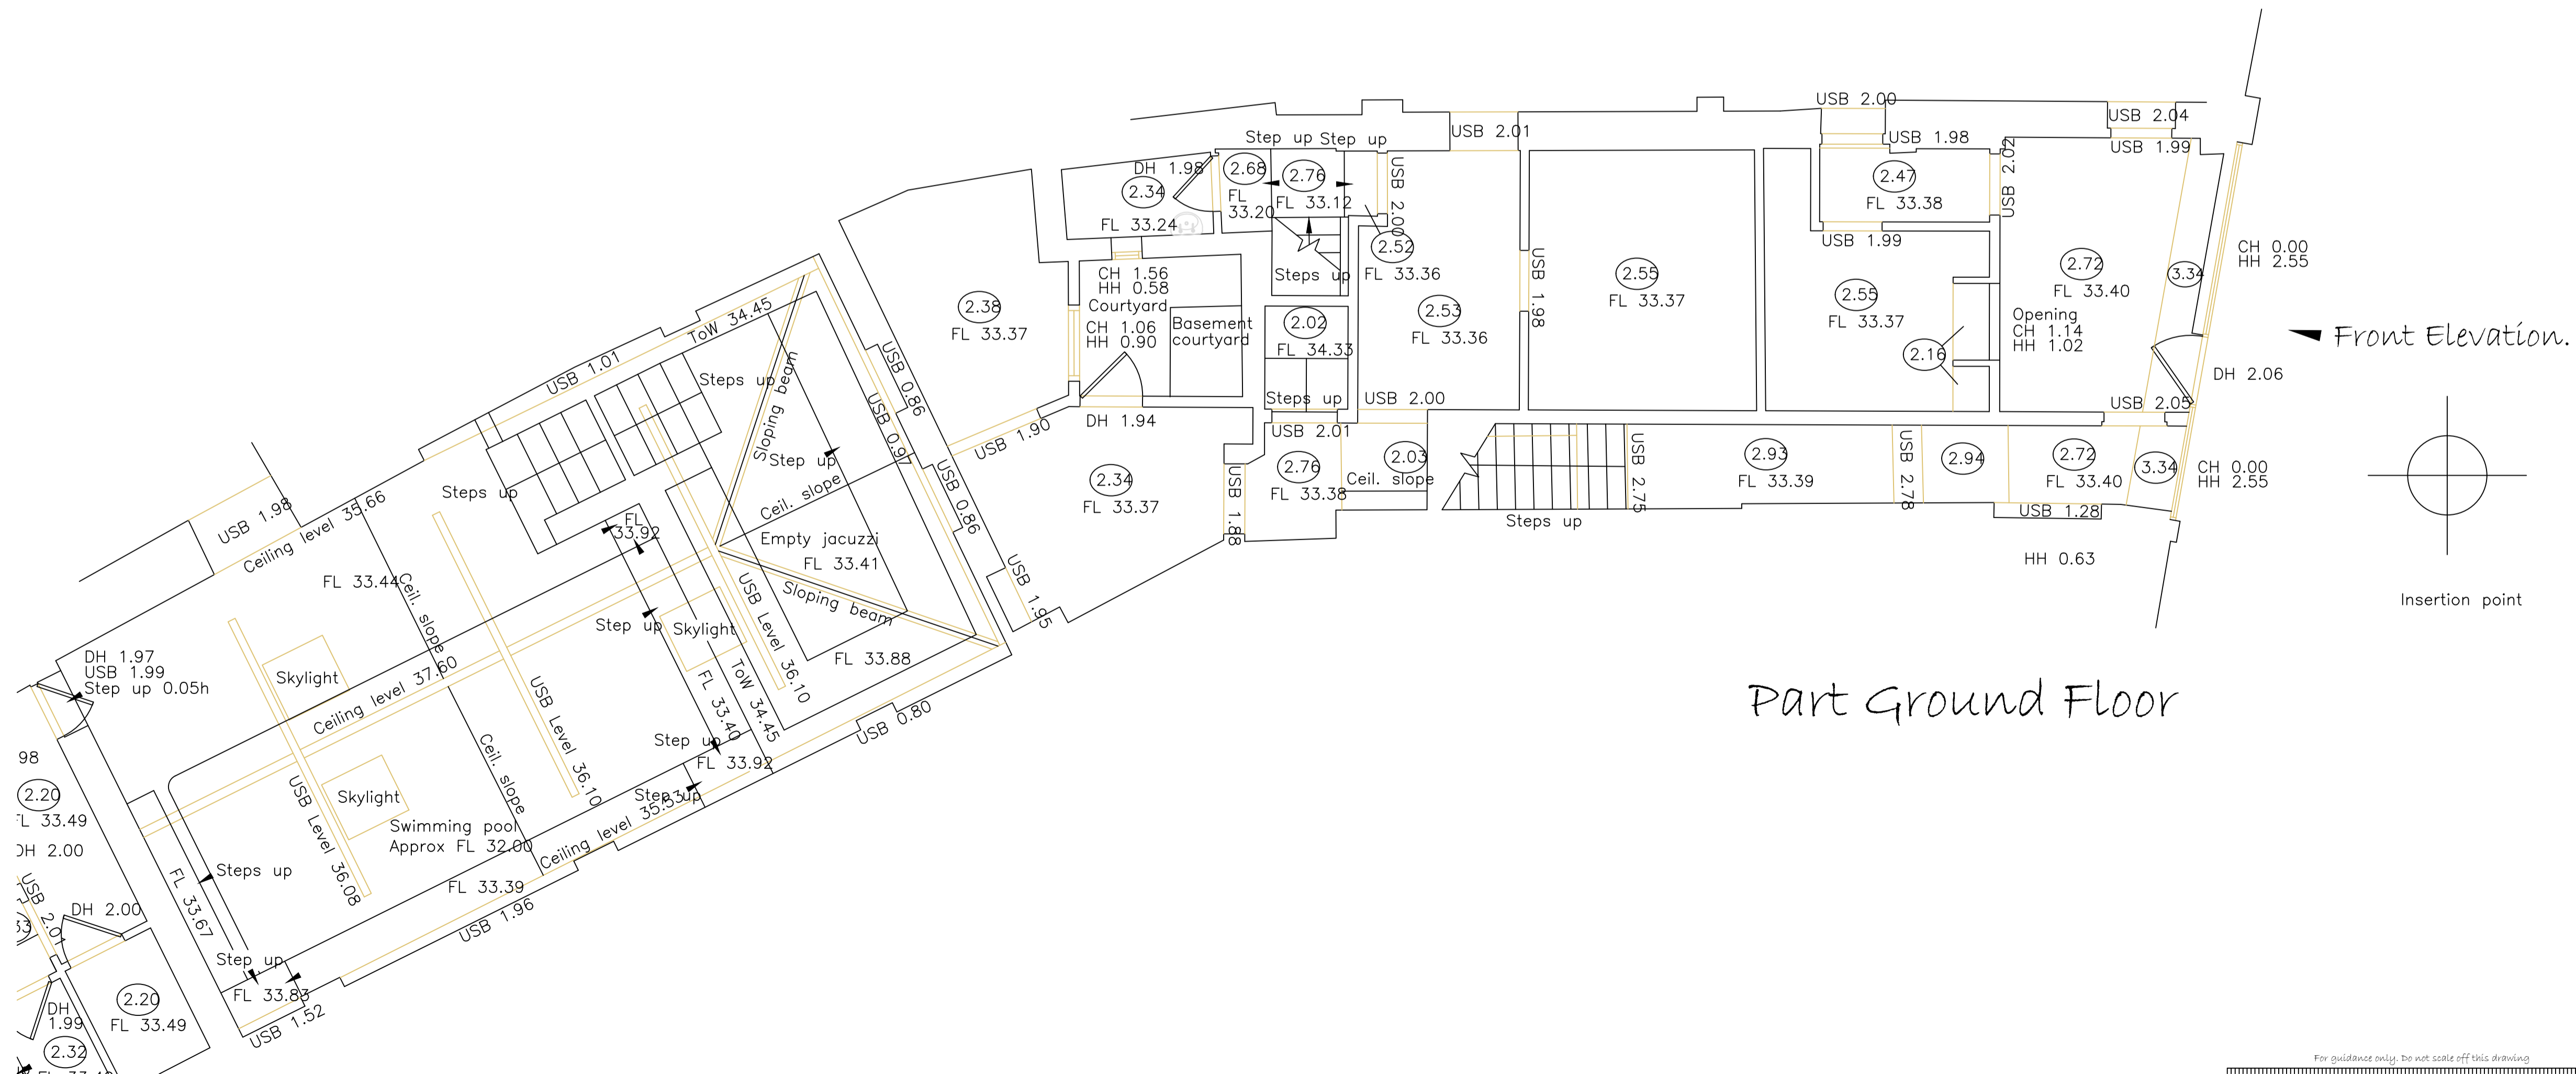 USB 2.00
USB 2.01
USB 2.04
USB 1.98
USB 1.99
USB 2.02
Step up
Step up
DH 1.98
2.34
FL 33.24
2.68
FL
33.20
2.76
FL 33.12
USB 2.00
2.52
FL 33.36
Steps up
2.47
FL 33.38
USB 1.99
2.38
FL 33.37
CH 1.56
HH 0.58
Courtyard
CH 1.06
HH 0.90
Basement
courtyard
DH 1.94
USB 1.90
2.02
FL 34.33
Steps up
USB 2.01
2.53
FL 33.36
USB 2.00
USB 1.98
2.55
FL 33.37
2.55
FL 33.37
2.16
2.72
FL 33.40
Opening
CH 1.14
HH 1.02
3.34
CH 0.00
HH 2.55
Front Elevation.
DH 2.06
USB 2.05
2.34
FL 33.37
USB 1.88
2.76
FL 33.38
2.03
Ceil. slope
Steps up
USB 2.75
2.93
FL 33.39
USB 2.78
2.94
2.72
FL 33.40
3.34
CH 0.00
HH 2.55
USB 1.28
HH 0.63
Insertion point
Part Ground Floor
USB 1.01
ToW 34.45
USB 0.86
USB 0.97
USB 0.86
USB 1.95
Steps up
Sloping beam
Step up
Ceil. slope
Empty jacuzzi
FL 33.41
Sloping beam
FL 33.88
USB 0.80
USB 1.98
Ceiling level 35.66
Steps up
FL 33.44
Ceil. slope
FL
33.92
USB Level 36.10
Step up
Skylight
FL 33.40
ToW 34.45
Step up
FL 33.92
Step up
DH 1.97
USB 1.99
Step up 0.05h
Skylight
Ceiling level 37.60
USB Level 36.10
Ceil. slope
Skylight
USB Level 36.08
Swimming pool
Approx FL 32.00
Ceiling level 35.53
FL 33.39
USB 1.96
98
2.20
FL 33.49
DH 2.00
USB 2.01
DH 2.00
Steps up
FL 33.67
Step up
FL 33.83
USB 1.52
33
2.20
FL 33.49
DH
1.99
2.32
For guidance only. Do not scale off this drawing